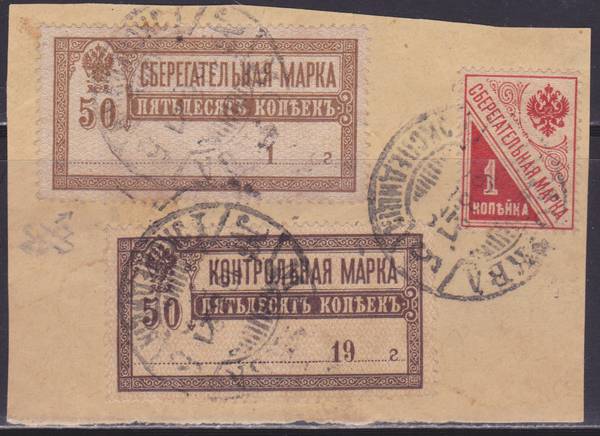 СБЕРЕГАТЕЛЬНАЯ МАРКА
50 ПЯТЬДЕСЯТЪ КОПѢЕКЪ
1 г
СБЕРЕГАТЕЛЬНАЯ МАРКА
1
КОПѢЙКА
КОНТРОЛЬНАЯ МАРКА
50 ПЯТЬДЕСЯТЪ КОПѢЕКЪ
19 г